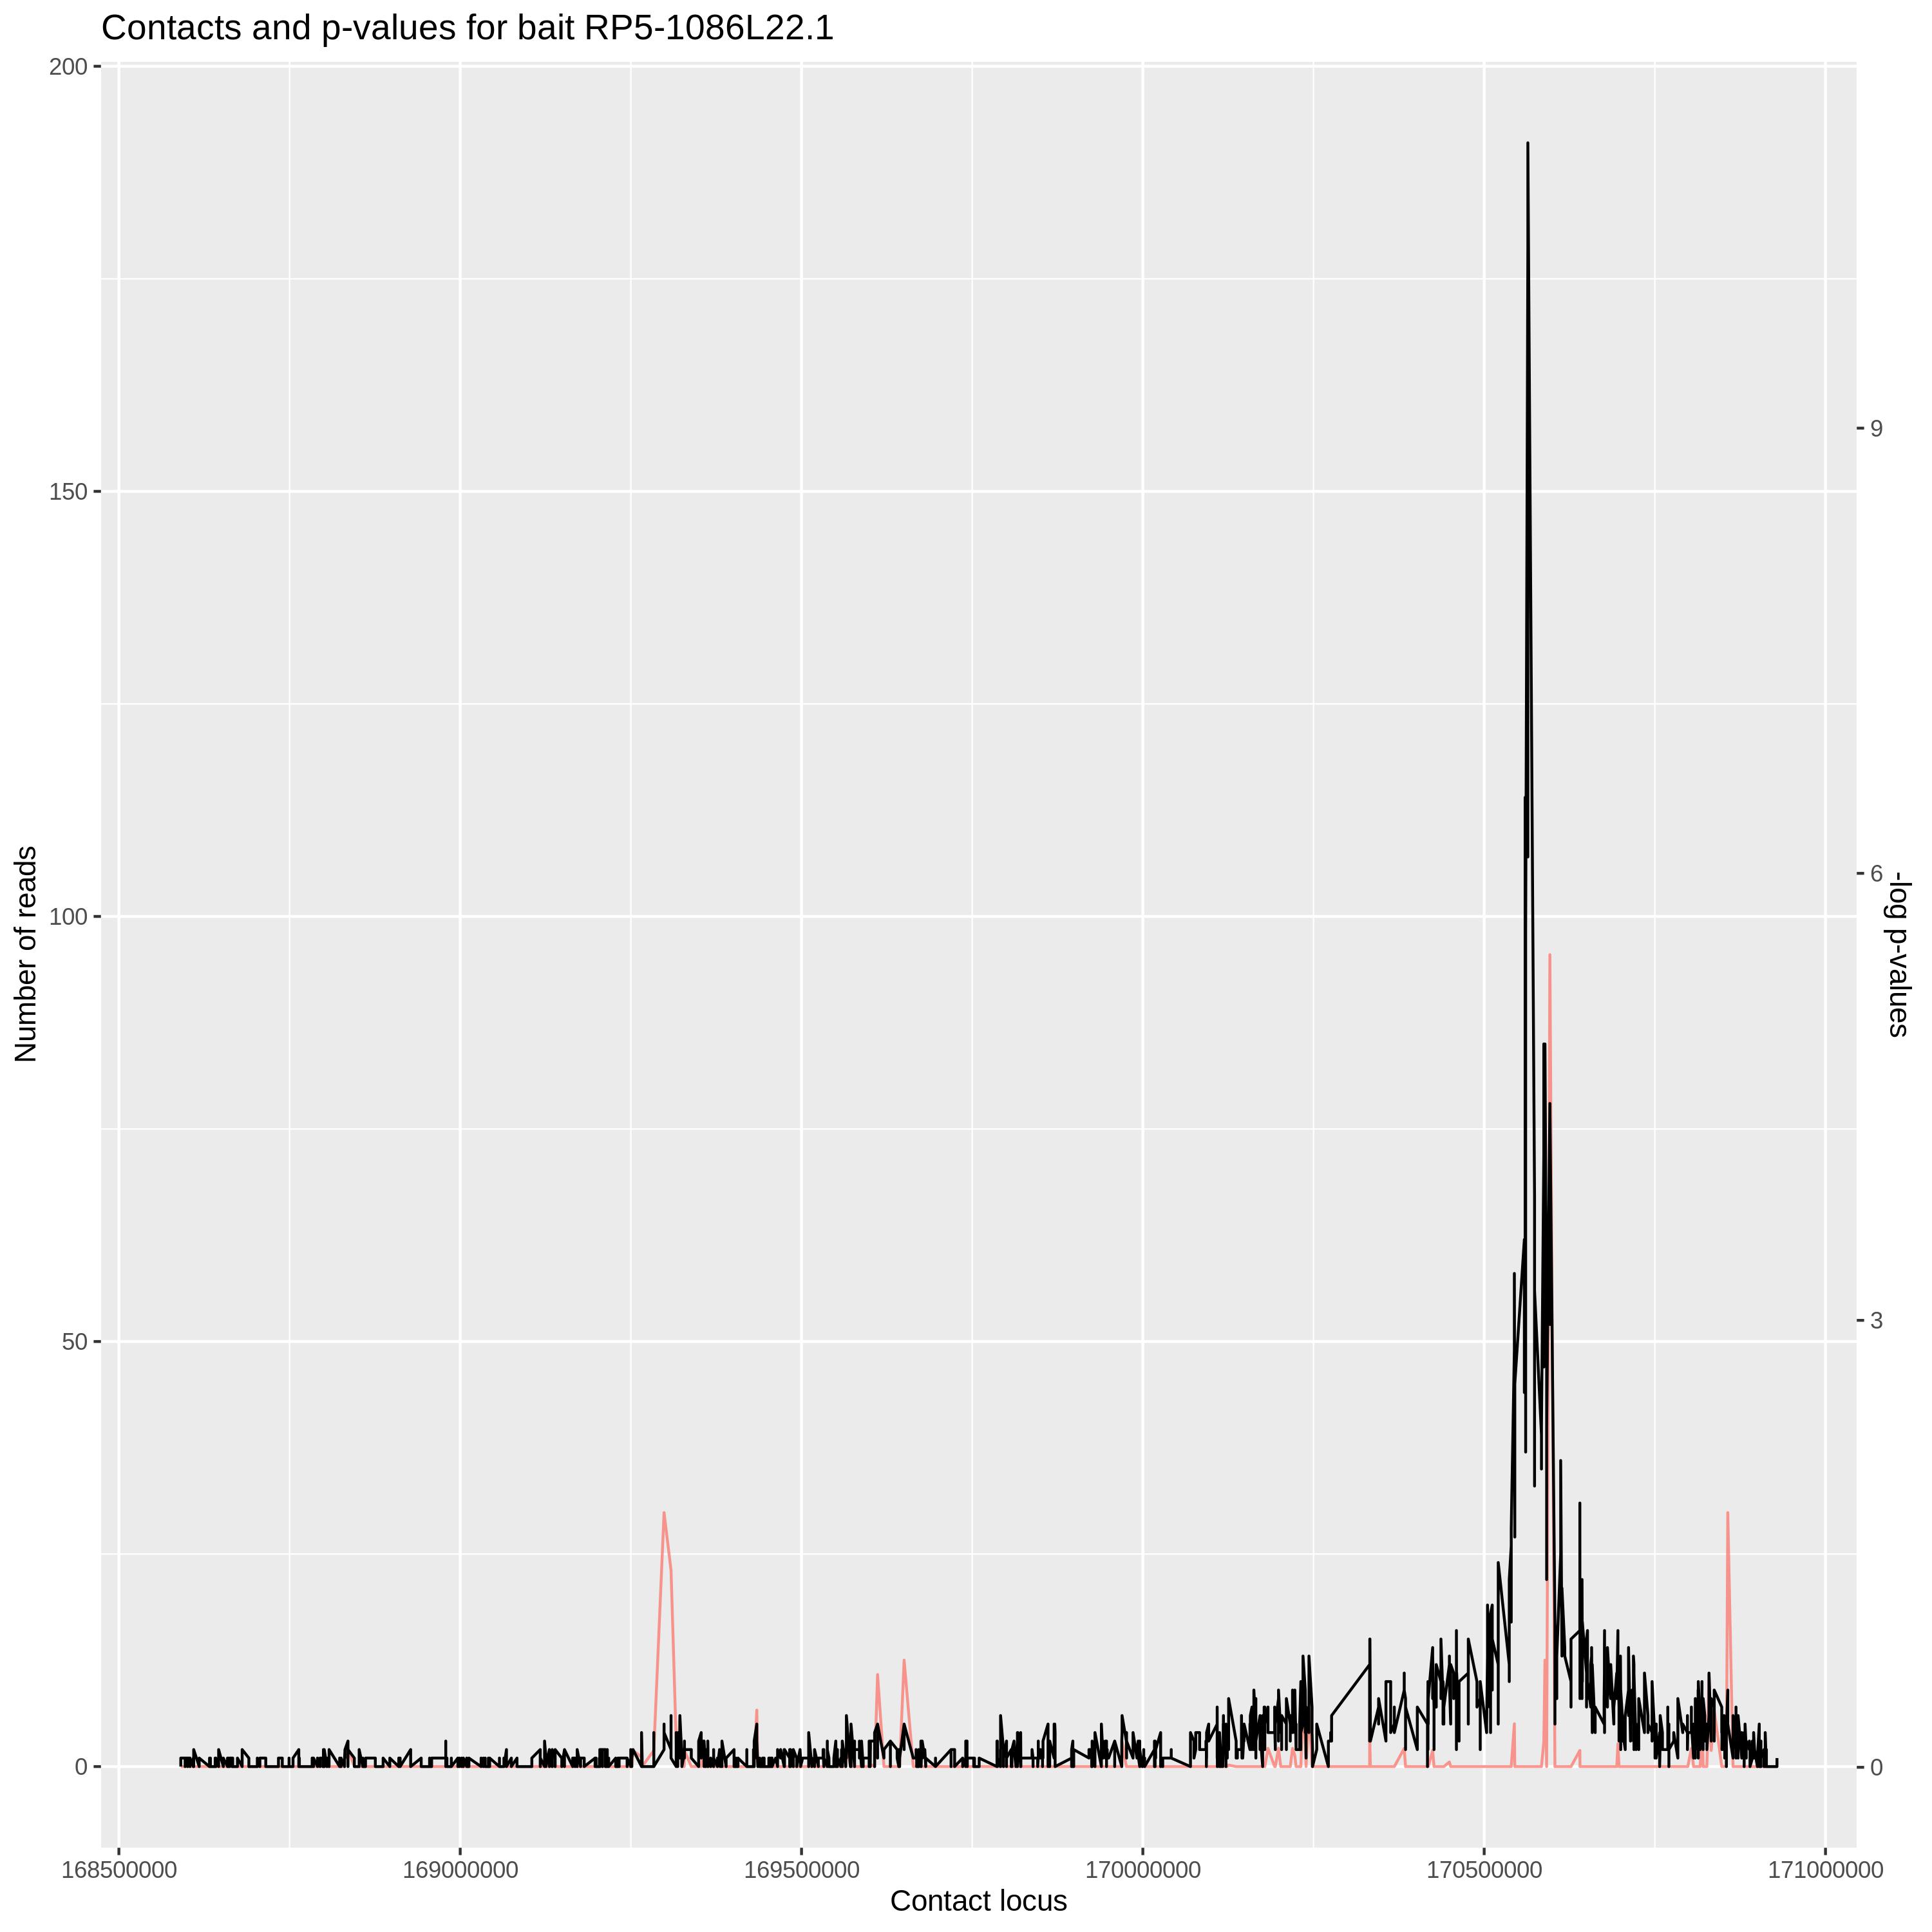 Contacts and p-values for bait RP5-1086L22.1
200
150
100
50
0
Number of reads
9
6
3
0
-log p-values
168500000 169000000 169500000 170000000 170500000 171000000
Contact locus